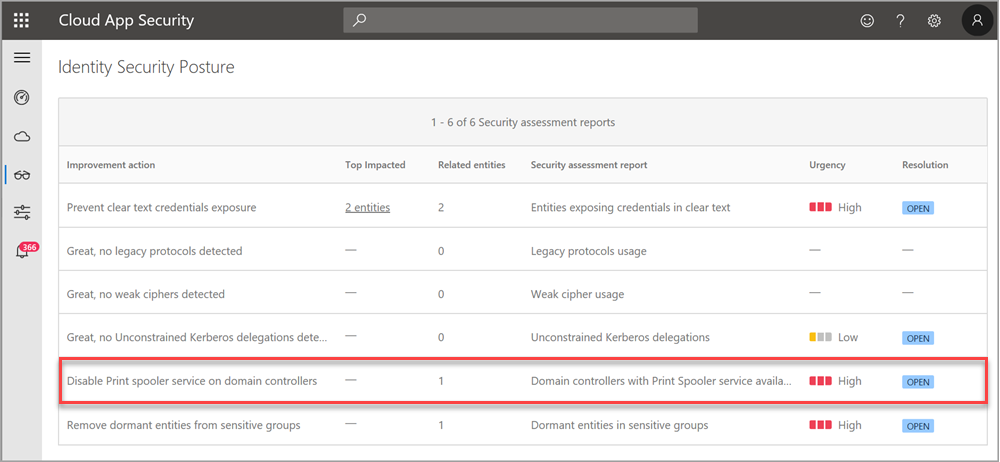 Cloud App Security
?
366
Identity Security Posture
1 - 6 of 6 Security assessment reports
Improvement action Top Impacted Related entities Security assessment report Urgency Resolution
Prevent clear text credentials exposure 2 entities 2 Entities exposing credentials in clear text High OPEN
Great, no legacy protocols detected — 0 Legacy protocols usage — —
Great, no weak ciphers detected — 0 Weak cipher usage — —
Great, no Unconstrained Kerberos delegations dete... 0 Unconstrained Kerberos delegations Low OPEN
Disable Print spooler service on domain controllers — 1 Domain controllers with Print Spooler service availa... High OPEN
Remove dormant entities from sensitive groups — 1 Dormant entities in sensitive groups High OPEN